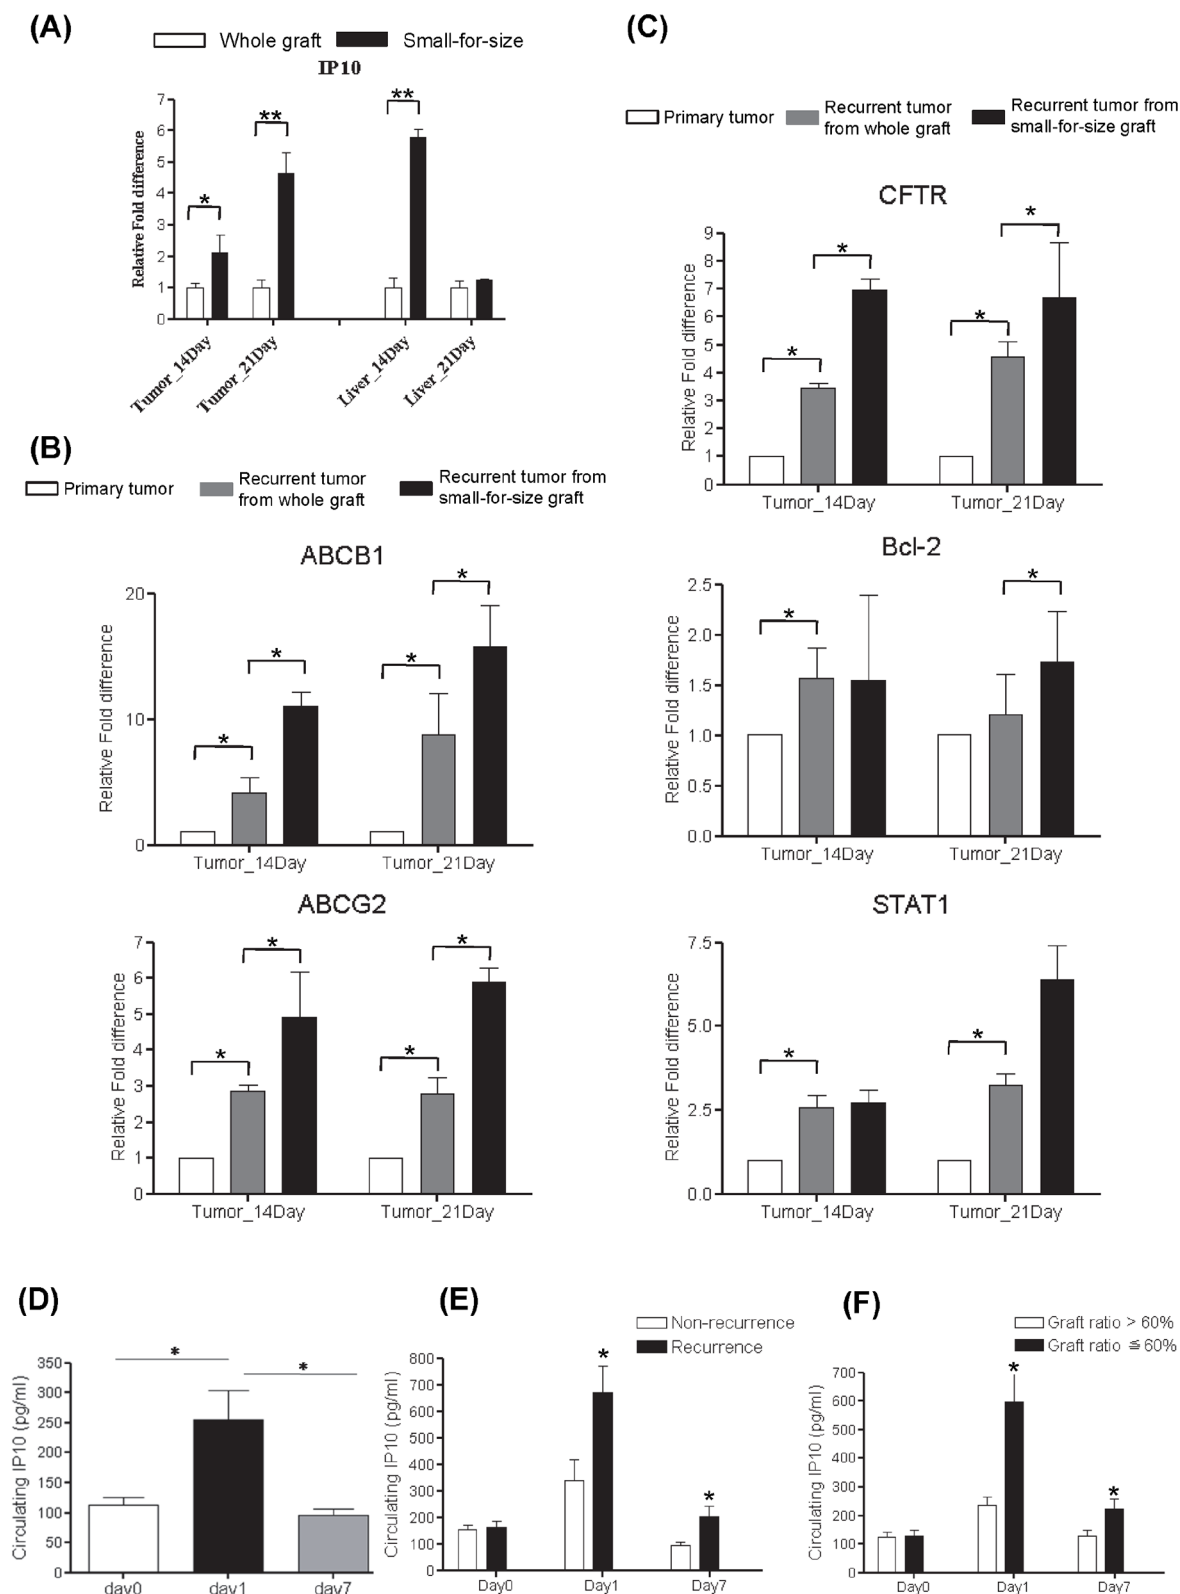 (A)
Whole graft
Small-for-size
IP10
Relative Fold difference
7
6
5
4
3
2
1
0
*
**
**
Tumor_14Day
Tumor_21Day
Liver_14Day
Liver_21Day
(B)
Primary tumor
Recurrent tumor
from whole graft
Recurrent tumor from
small-for-size graft
ABCB1
Relative Fold difference
20
10
0
*
*
*
*
Tumor_14Day
Tumor_21Day
ABCG2
Relative Fold difference
7
6
5
4
3
2
1
0
*
*
*
*
Tumor_14Day
Tumor_21Day
(C)
Primary tumor
Recurrent tumor
from whole graft
Recurrent tumor from
small-for-size graft
CFTR
Relative Fold difference
9
8
7
6
5
4
3
2
1
0
*
*
*
*
Tumor_14Day
Tumor_21Day
Bcl-2
Relative Fold difference
2.5
2.0
1.5
1.0
0.5
0.0
*
*
Tumor_14Day
Tumor_21Day
STAT1
Relative Fold difference
7.5
5.0
2.5
0.0
*
*
Tumor_14Day
Tumor_21Day
(D)
Circulating IP10 (pg/ml)
350
300
250
200
150
100
50
0
*
*
day0
day1
day7
(E)
Non-recurrence
Recurrence
Circulating IP10 (pg/ml)
800
700
600
500
400
300
200
100
0
*
*
Day0
Day1
Day7
(F)
Graft ratio > 60%
Graft ratio ≦ 60%
Circulating IP10 (pg/ml)
700
600
500
400
300
200
100
0
*
*
Day0
Day1
Day7